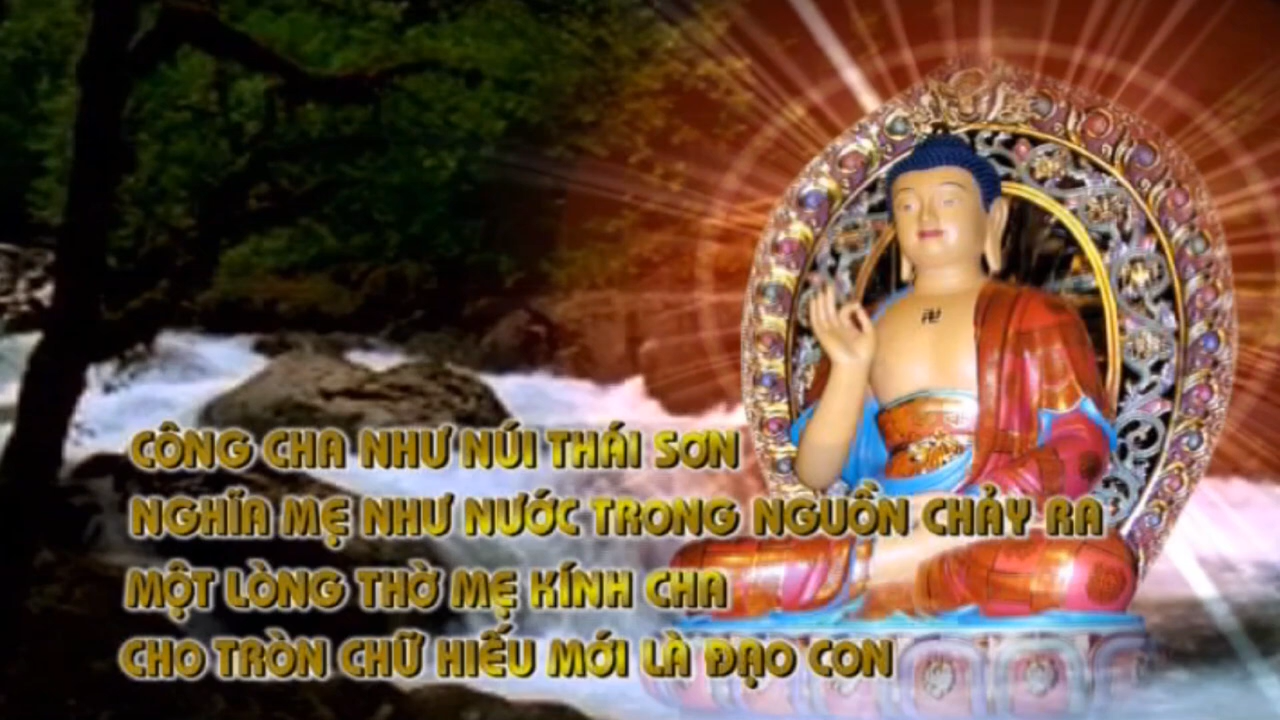 CÔNG CHA NHƯ NÚI THÁI SƠN
NGHĨA MẸ NHƯ NƯỚC TRONG NGUỒN CHẢY RA
MỘT LÒNG THỜ MẸ KÍNH CHA
CHO TRÒN CHỮ HIẾU MỚI LÀ ĐẠO CON